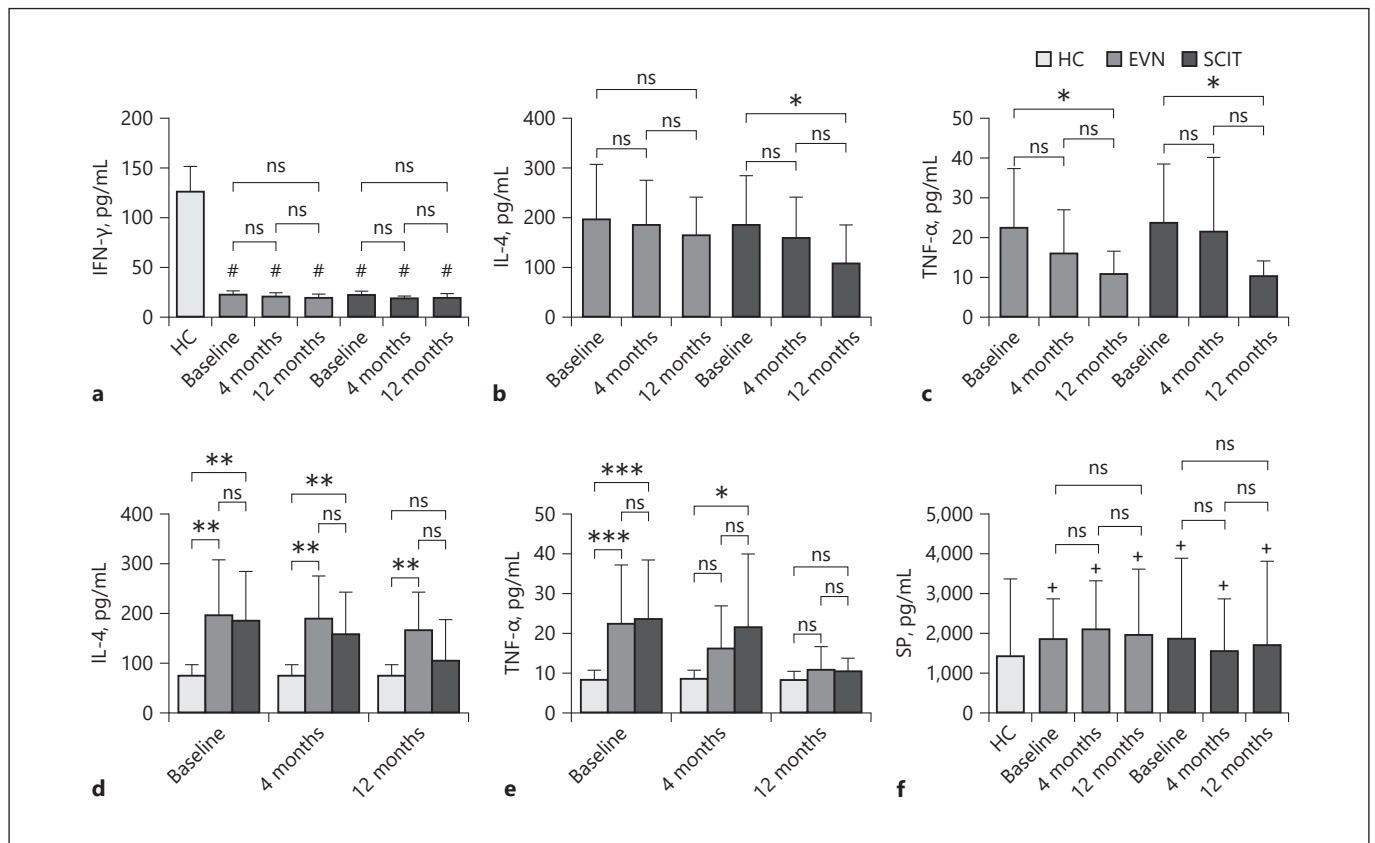 HC EVN SCIT
IFN-γ, pg/mL
200
150
100
50
0
ns
ns
ns
ns
ns
ns
# # # # # #
HC
Baseline
4 months
12 months
Baseline
4 months
12 months
a
IL-4, pg/mL
400
300
200
100
0
ns
ns
ns
*
ns
ns
Baseline
4 months
12 months
Baseline
4 months
12 months
b
TNF-α, pg/mL
50
40
30
20
10
0
*
ns
ns
*
ns
ns
Baseline
4 months
12 months
Baseline
4 months
12 months
c
IL-4, pg/mL
400
300
200
100
0
**
ns
**
**
ns
**
ns
ns
**
Baseline
4 months
12 months
d
TNF-α, pg/mL
50
40
30
20
10
0
***
ns
***
*
ns
ns
ns
ns
ns
Baseline
4 months
12 months
e
SP, pg/mL
5,000
4,000
3,000
2,000
1,000
0
ns
ns
ns
ns
ns
ns
+ + + + + +
HC
Baseline
4 months
12 months
Baseline
4 months
12 months
f